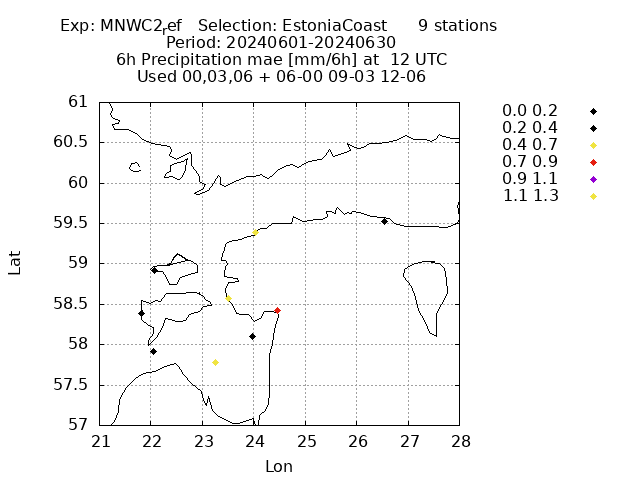 Exp: MNWC2ref   Selection: EstoniaCoast      9 stations
Period: 20240601-20240630
6h Precipitation mae [mm/6h] at  12 UTC
Used 00,03,06 + 06-00 09-03 12-06
61
60.5
60
59.5
59
58.5
58
57.5
57
Lat
21 22 23 24 25 26 27 28
Lon
0.0 0.2
0.2 0.4
0.4 0.7
0.7 0.9
0.9 1.1
1.1 1.3